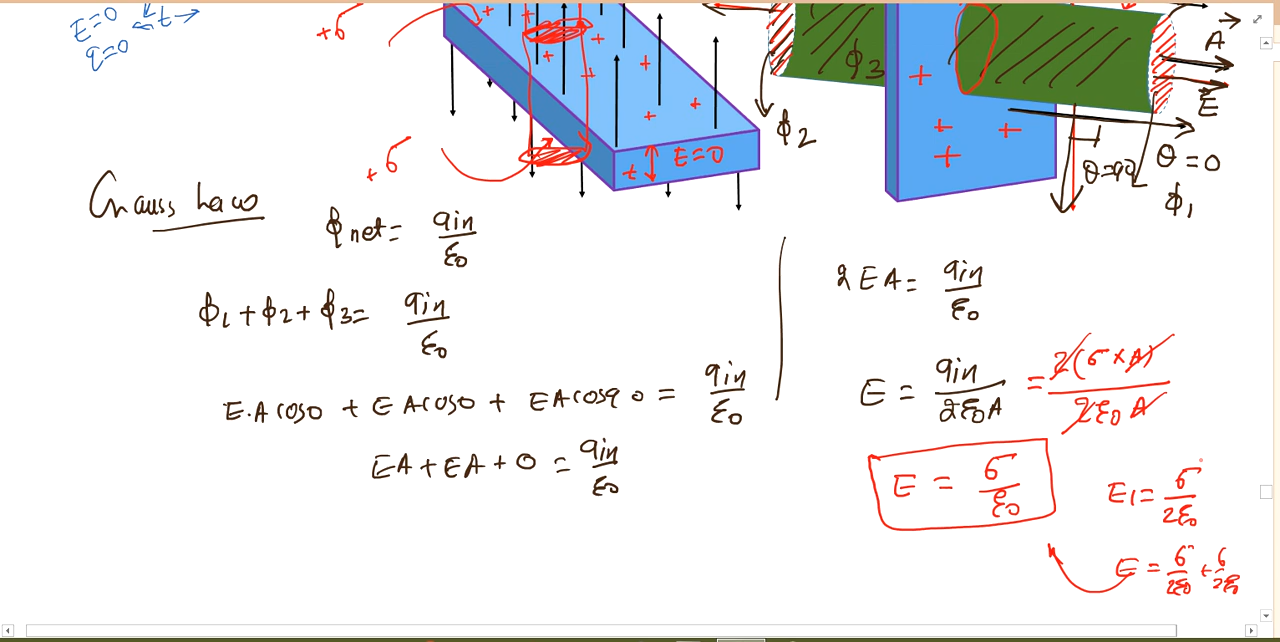 E=0
q=0
t
+σ
+ + + + + +
+σ
t E=0
ϕ2
ϕ3
+ + + +
A
E
θ=0
θ=90
ϕ1
Gauss Law
ϕnet = qin/ε0
ϕ1 + ϕ2 + ϕ3 = qin/ε0
E.A cos0 + E A cos0 + EA cos90 = qin/ε0
EA + EA + 0 = qin/ε0
2EA = qin/ε0
E = qin/2ε0A = 2(σ×A)/2ε0A
E = σ/ε0
E1 = σ/2ε0
E = σ/2ε0 + σ/2ε0